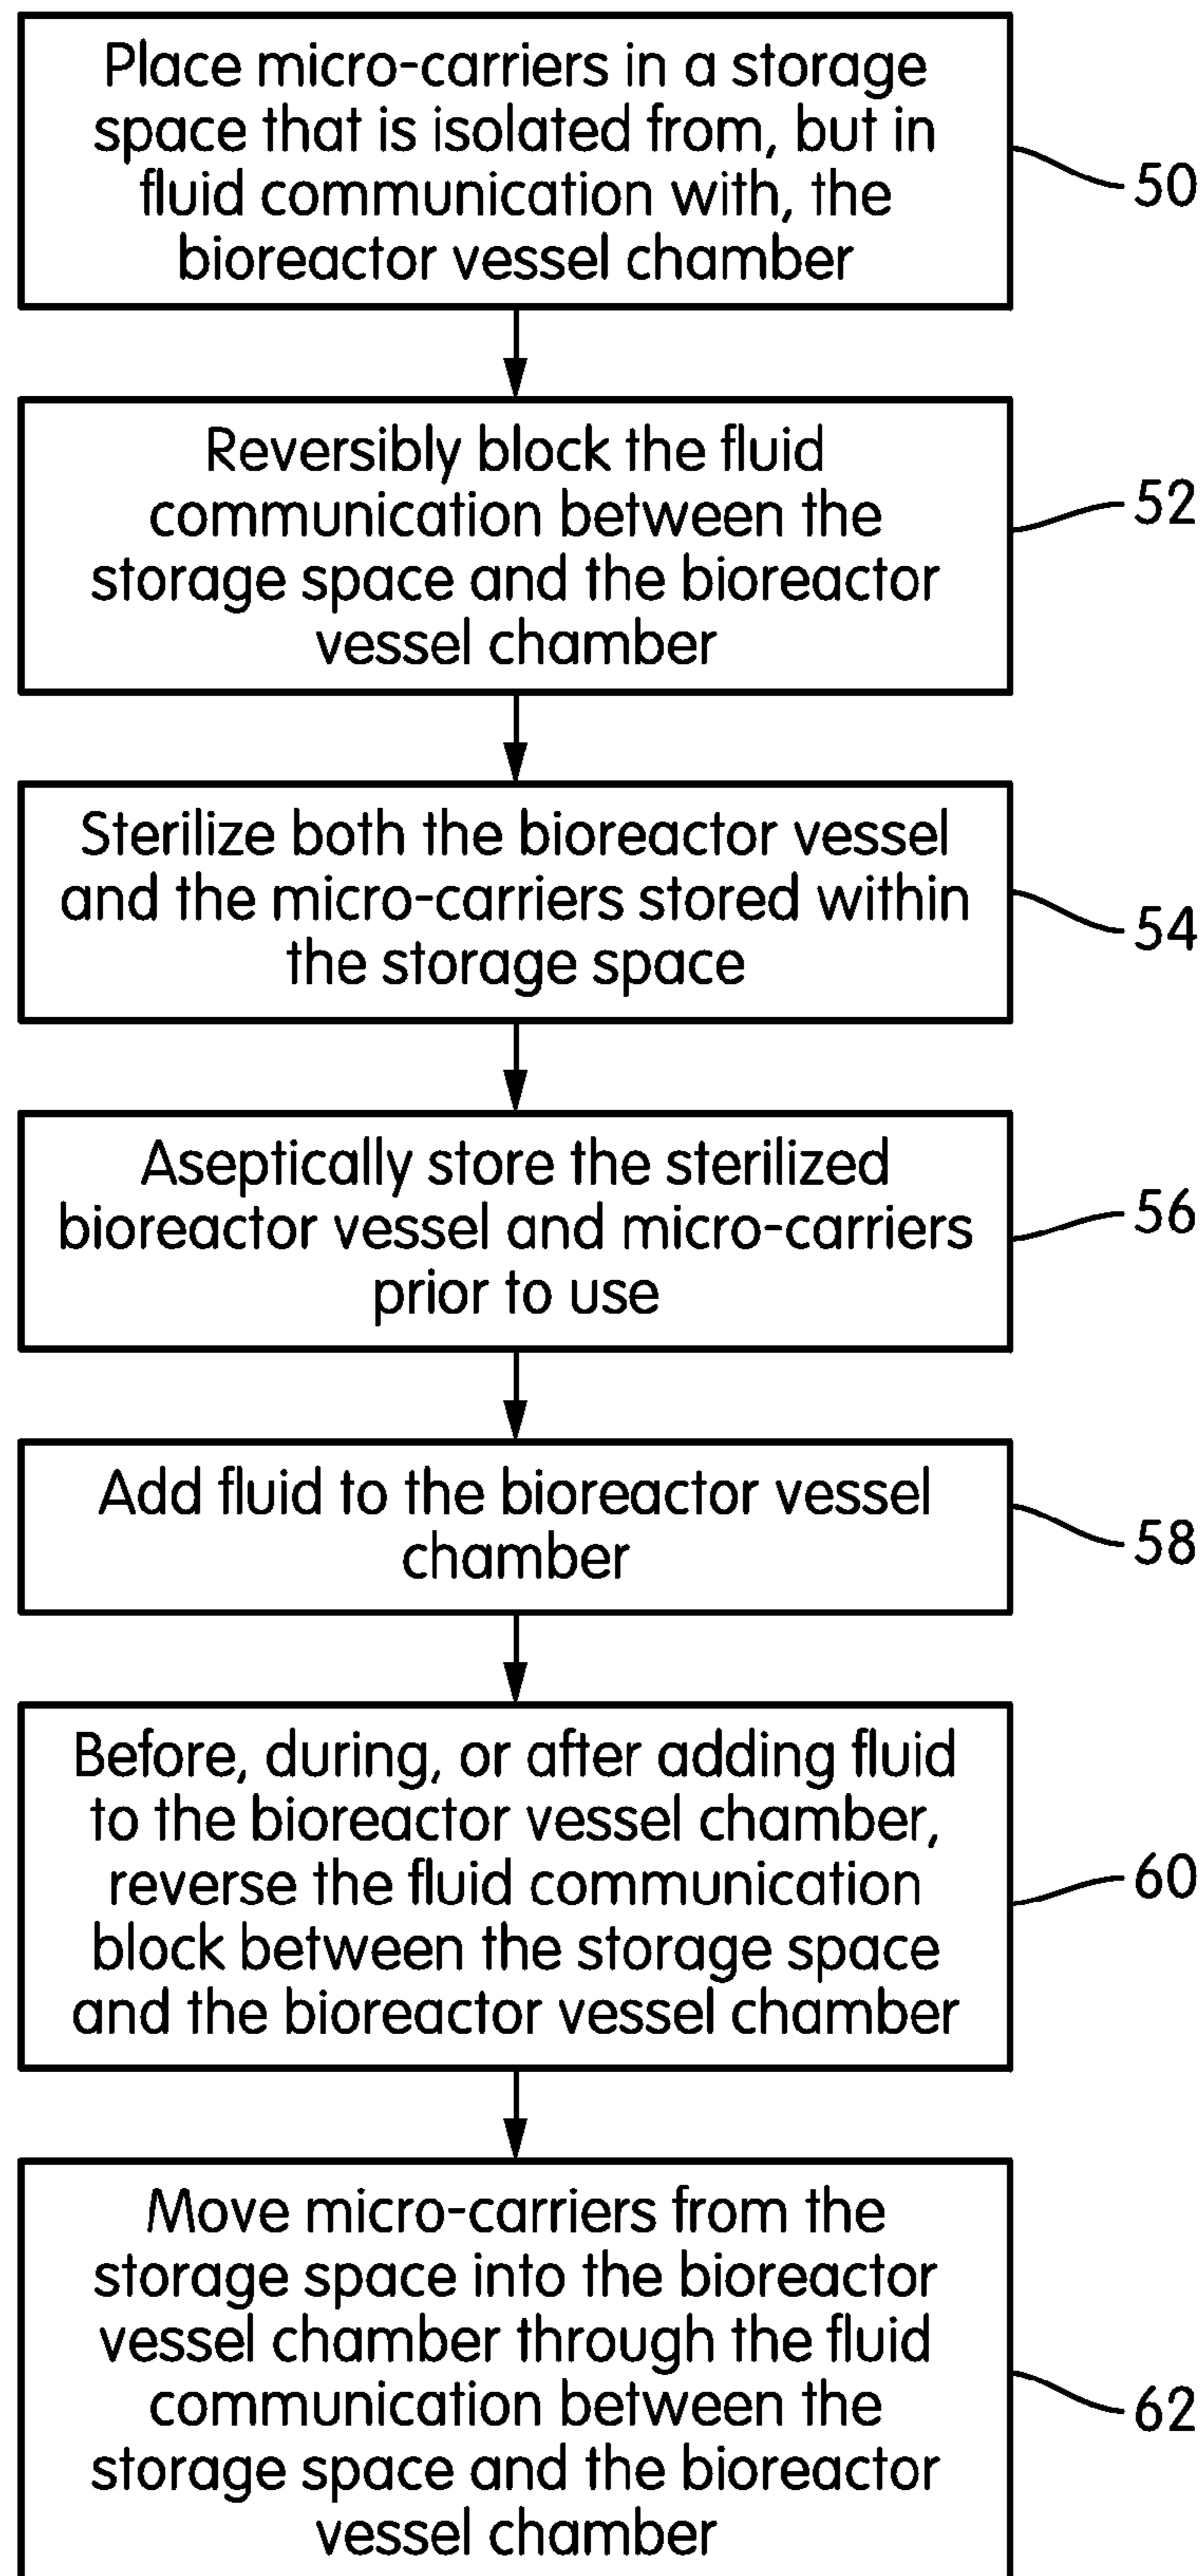 Place micro-carriers in a storage
space that is isolated from, but in
fluid communication with, the
bioreactor vessel chamber
50
Reversibly block the fluid
communication between the
storage space and the bioreactor
vessel chamber
52
Sterilize both the bioreactor vessel
and the micro-carriers stored within
the storage space
54
Aseptically store the sterilized
bioreactor vessel and micro-carriers
prior to use
56
Add fluid to the bioreactor vessel
chamber
58
Before, during, or after adding fluid
to the bioreactor vessel chamber,
reverse the fluid communication
block between the storage space
and the bioreactor vessel chamber
60
Move micro-carriers from the
storage space into the bioreactor
vessel chamber through the fluid
communication between the
storage space and the bioreactor
vessel chamber
62